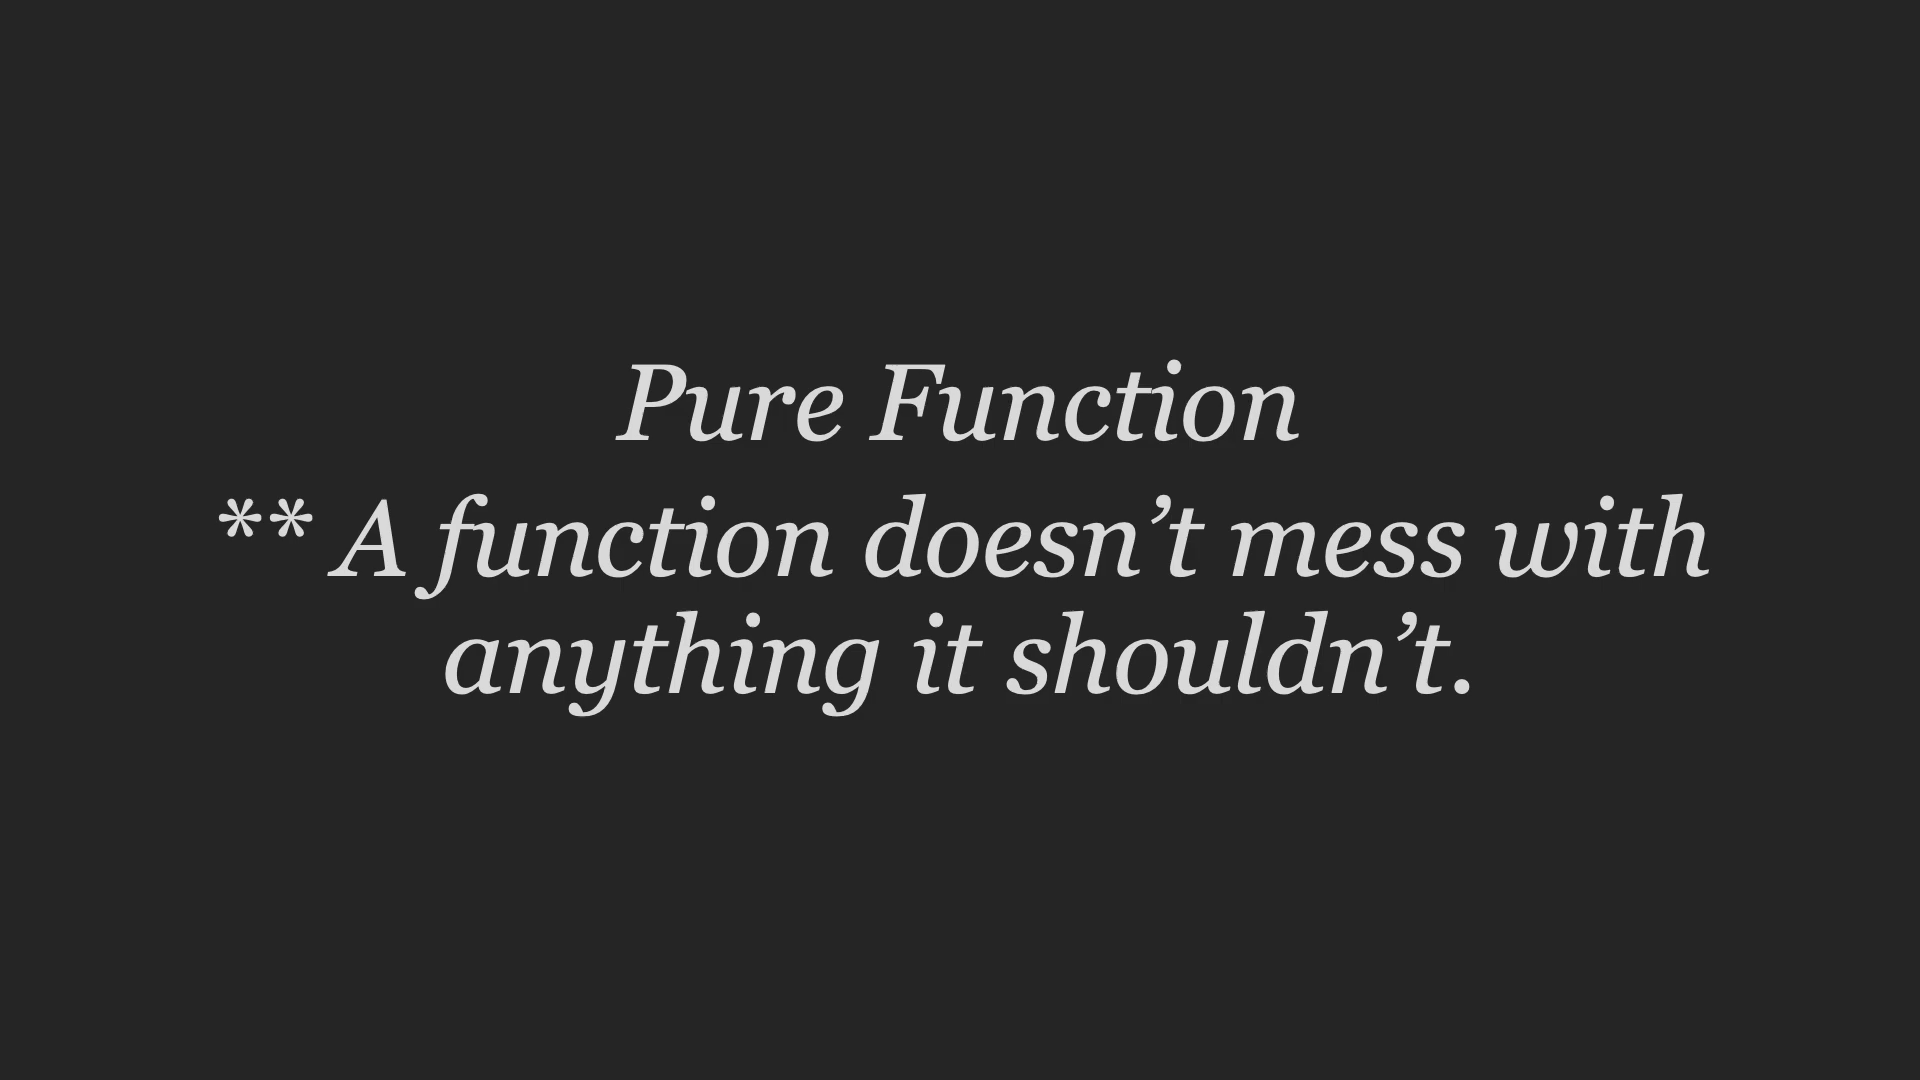 Pure Function
** A function doesn’t mess with
anything it shouldn’t.